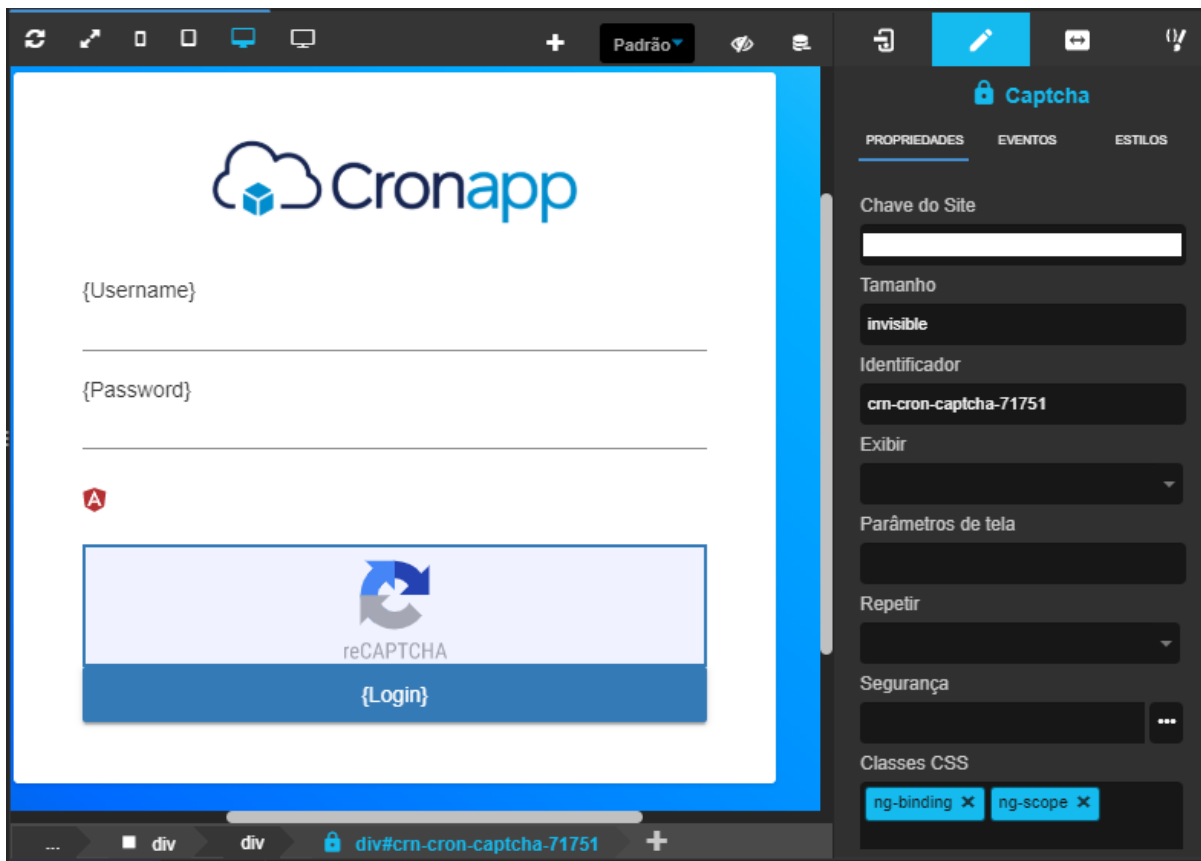 Padrão
Cronapp
{Username}
{Password}
reCAPTCHA
{Login}
... div div div#crn-cron-captcha-71751
Captcha
PROPRIEDADES EVENTOS ESTILOS
Chave do Site
Tamanho
invisible
Identificador
crn-cron-captcha-71751
Exibir
Parâmetros de tela
Repetir
Segurança
Classes CSS
ng-binding ng-scope